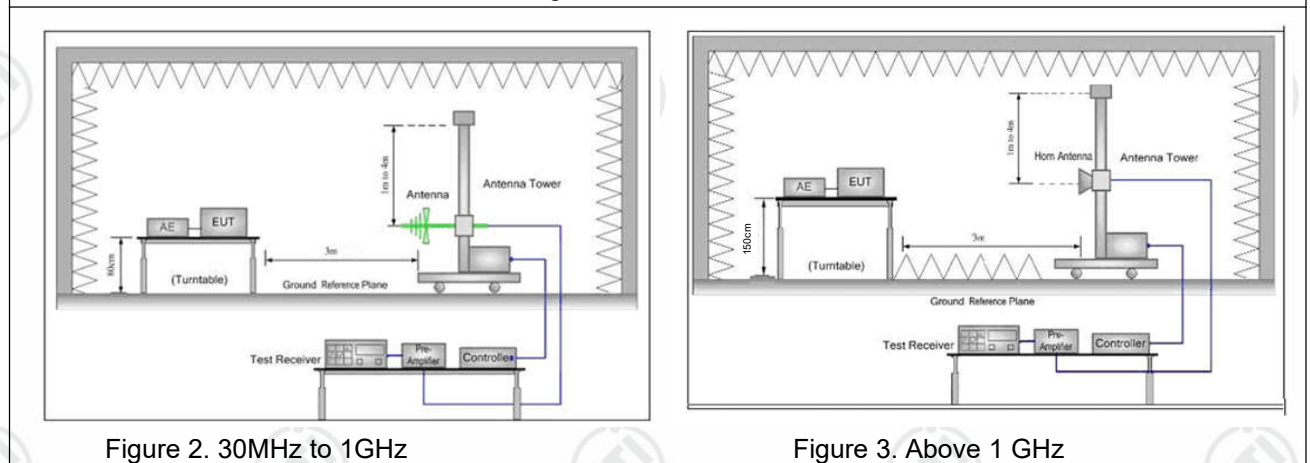 1m to 4m
Antenna
Antenna Tower
AE
EUT
80cm
3m
(Turntable)
Ground Reference Plane
Test Receiver
Pre-
Amplifier
Controller
Figure 2. 30MHz to 1GHz
1m to 4m
Horn Antenna
Antenna Tower
AE
EUT
150cm
3m
(Turntable)
Ground Reference Plane
Test Receiver
Pre-
Amplifier
Controller
Figure 3. Above 1 GHz